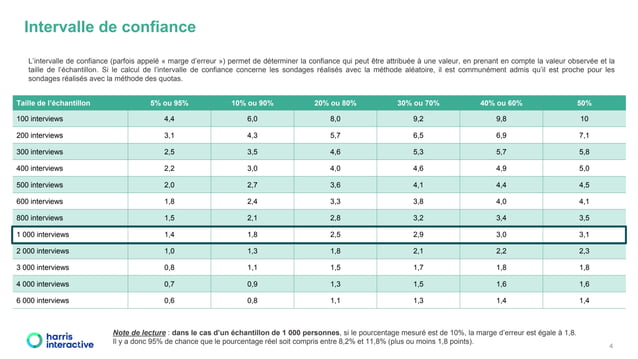 Intervalle de confiance
L'intervalle de confiance (parfois appelé « marge d'erreur ») permet de déterminer la confiance qui peut être attribuée à une valeur, en prenant en compte la valeur observée et la
taille de l'échantillon. Si le calcul de l'intervalle de confiance concerne les sondages réalisés avec la méthode aléatoire, il est communément admis qu'il est proche pour les
sondages réalisés avec la méthode des quotas.
Taille de l'échantillon 5% ou 95% 10% ou 90% 20% ou 80% 30% ou 70% 40% ou 60% 50%
100 interviews 4,4 6,0 8,0 9,2 9,8 10
200 interviews 3,1 4,3 5,7 6,5 6,9 7,1
300 interviews 2,5 3,5 4,6 5,3 5,7 5,8
400 interviews 2,2 3,0 4,0 4,6 4,9 5,0
500 interviews 2,0 2,7 3,6 4,1 4,4 4,5
600 interviews 1,8 2,4 3,3 3,8 4,0 4,1
800 interviews 1,5 2,1 2,8 3,2 3,4 3,5
1 000 interviews 1,4 1,8 2,5 2,9 3,0 3,1
2 000 interviews 1,0 1,3 1,8 2,1 2,2 2,3
3 000 interviews 0,8 1,1 1,5 1,7 1,8 1,8
4 000 interviews 0,7 0,9 1,3 1,5 1,6 1,6
6 000 interviews 0,6 0,8 1,1 1,3 1,4 1,4
Note de lecture : dans le cas d'un échantillon de 1 000 personnes, si le pourcentage mesuré est de 10%, la marge d'erreur est égale à 1,8.
Il y a donc 95% de chance que le pourcentage réel soit compris entre 8,2% et 11,8% (plus ou moins 1,8 points).
harris
interactive
4